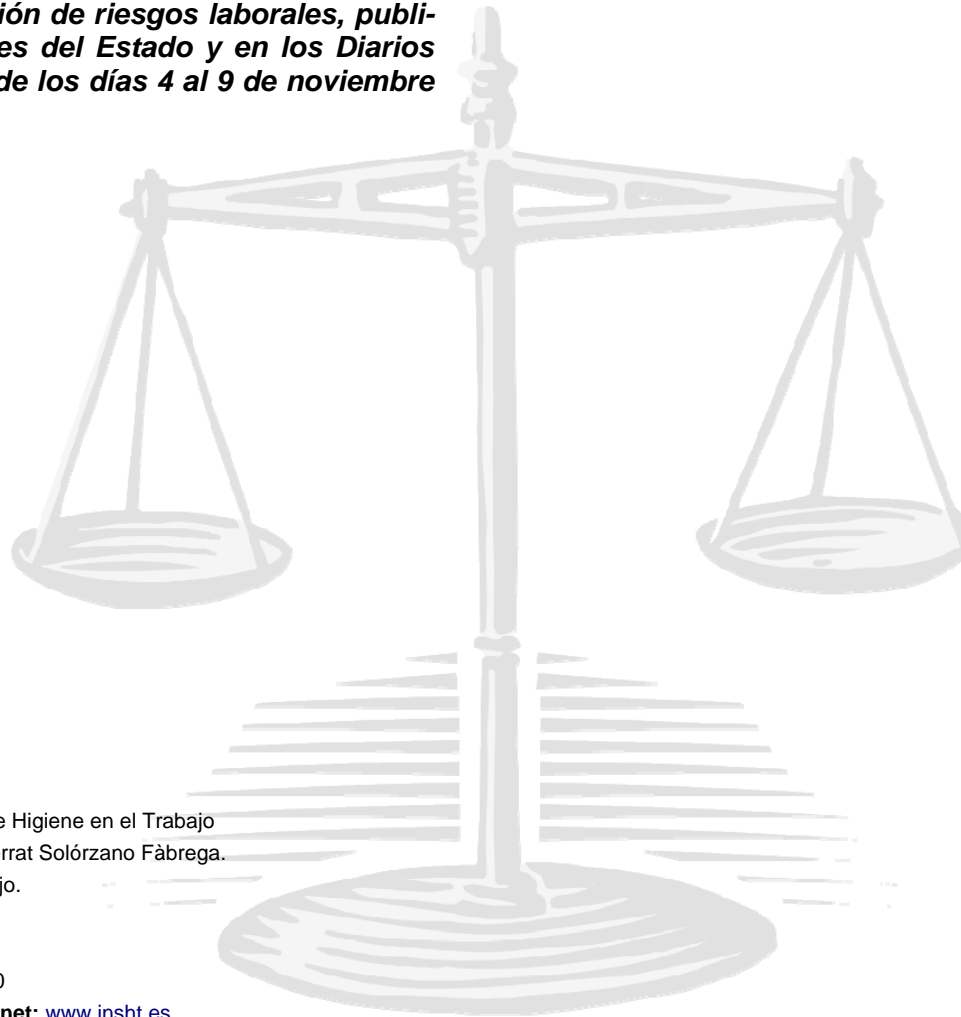 ión de riesgos laborales, publi-
es del Estado y en los Diarios
de los días 4 al 9 de noviembre
e Higiene en el Trabajo
rrat Solórzano Fàbrega.
jo.
0
net: www.insht.es